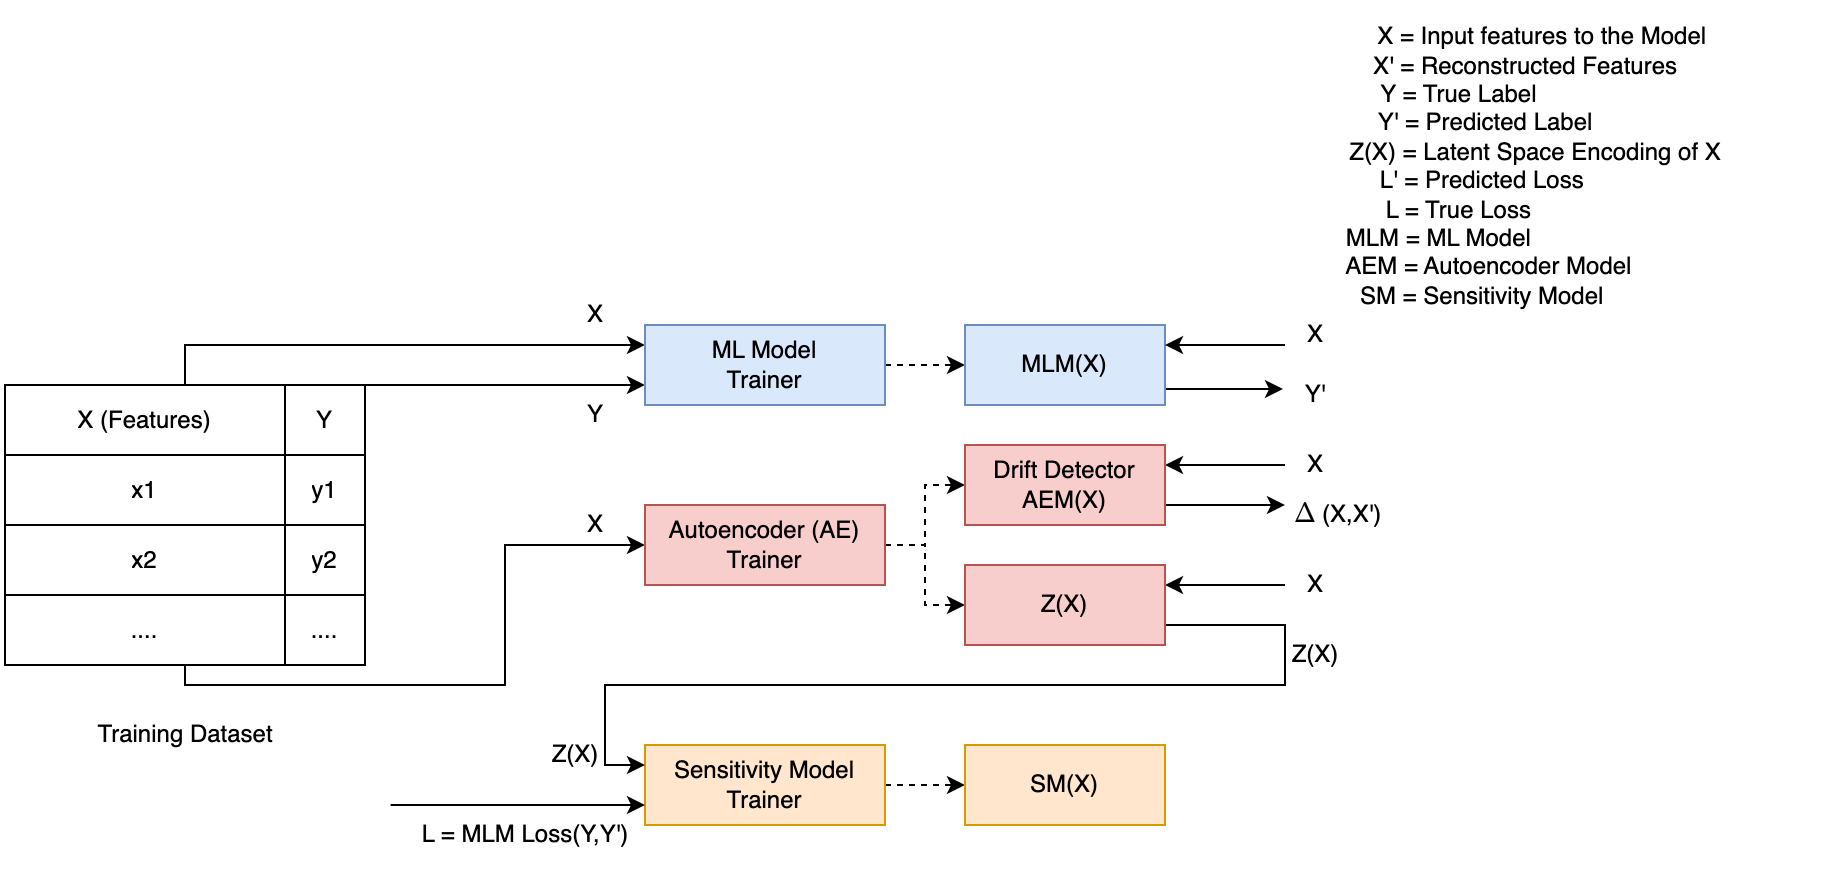 X = Input features to the Model
X' = Reconstructed Features
Y = True Label
Y' = Predicted Label
Z(X) = Latent Space Encoding of X
L' = Predicted Loss
L = True Loss
MLM = ML Model
AEM = Autoencoder Model
SM = Sensitivity Model
X
X
ML Model
Trainer
MLM(X)
Y
Y'
X (Features)
Y
x1
y1
x2
y2
....
....
Training Dataset
X
Autoencoder (AE)
Trainer
Drift Detector
AEM(X)
X
Δ (X,X')
Z(X)
X
Z(X)
Z(X)
Sensitivity Model
Trainer
SM(X)
L = MLM Loss(Y,Y')